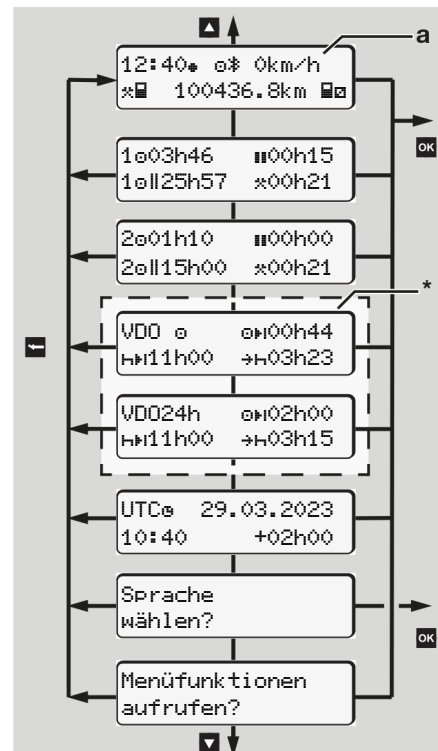 a
12:40 0km/h
100436.8km
OK
1 03h46 00h15
1 25h57 00h21
2 01h10 00h00
2 15h00 00h21
*
VDO 00h44
11h00 03h23
VDO24h 02h00
11h00 03h15
UTC 29.03.2023
10:40 +02h00
Sprache
wählen?
OK
Menüfunktionen
aufrufen?